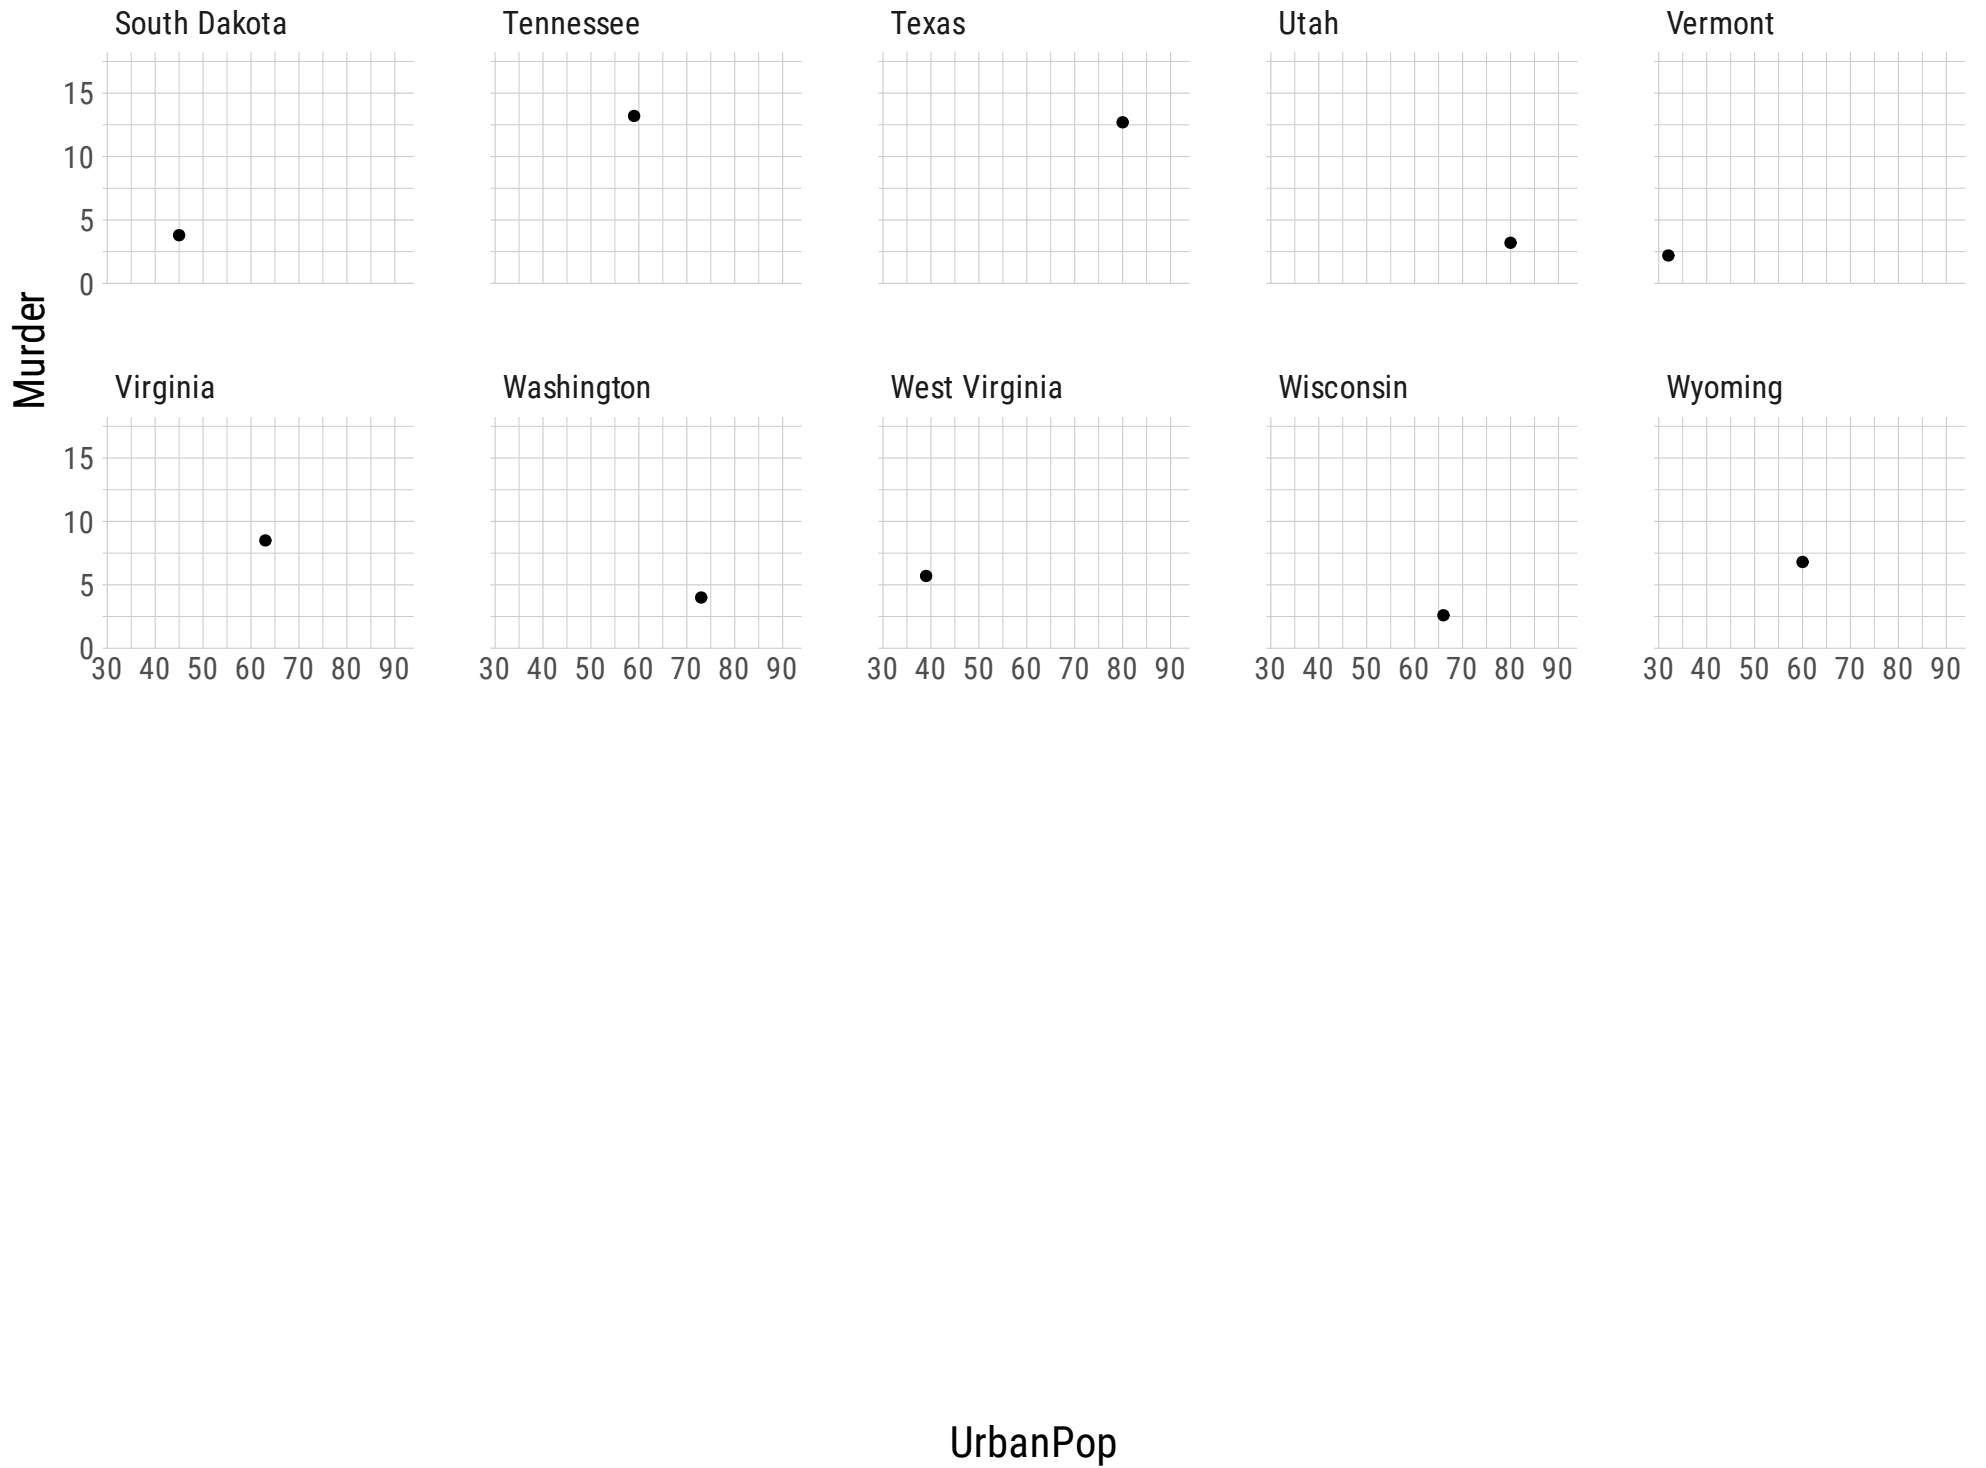 South Dakota Tennessee Texas Utah Vermont
15
10
5
0
Murder
Virginia Washington West Virginia Wisconsin Wyoming
15
10
5
0
30 40 50 60 70 80 90 30 40 50 60 70 80 90 30 40 50 60 70 80 90 30 40 50 60 70 80 90 30 40 50 60 70 80 90
UrbanPop